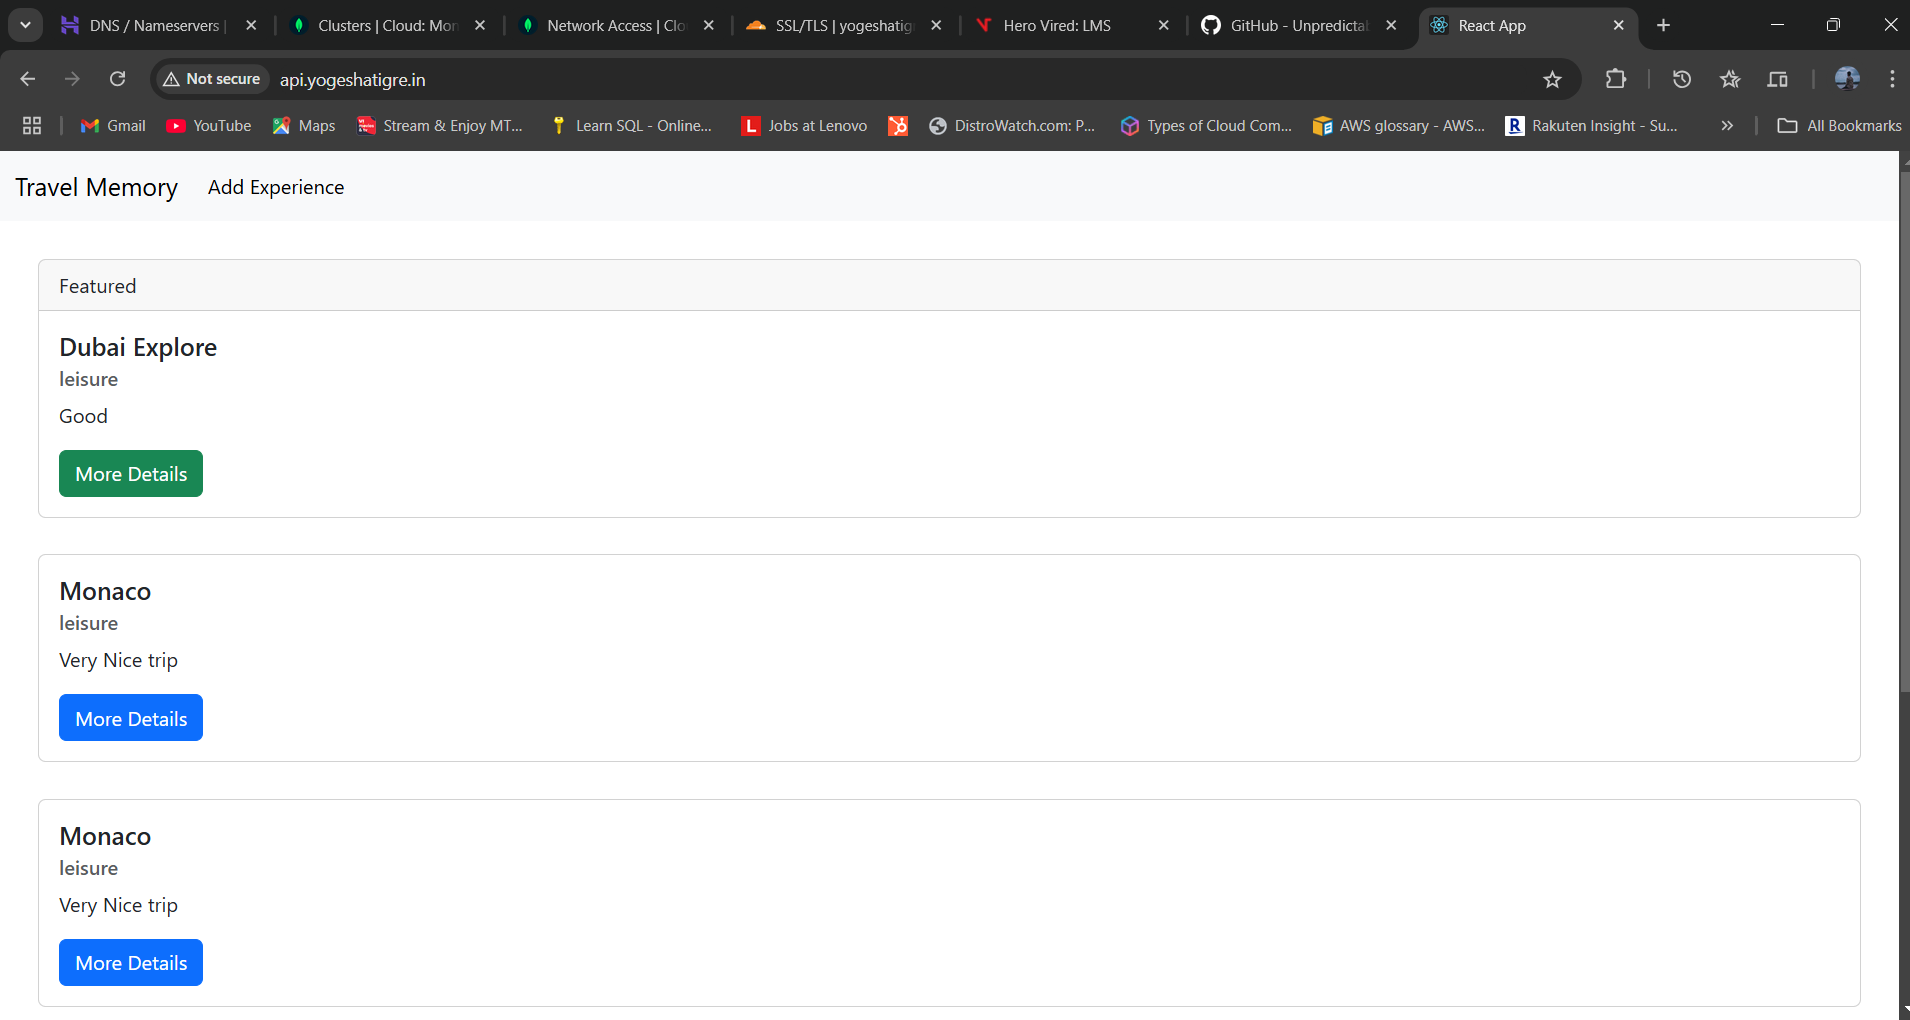 DNS / Nameservers |
Clusters | Cloud: Mon
Network Access | Clo
SSL/TLS | yogeshatigr
Hero Vired: LMS
GitHub - Unpredictab
React App
Not secure
api.yogeshatigre.in
Gmail
YouTube
Maps
Stream & Enjoy MT...
Learn SQL - Online...
L Jobs at Lenovo
DistroWatch.com: P...
Types of Cloud Com...
AWS glossary - AWS...
R Rakuten Insight - Su...
All Bookmarks
Travel Memory
Add Experience
Featured
Dubai Explore
leisure
Good
More Details
Monaco
leisure
Very Nice trip
More Details
Monaco
leisure
Very Nice trip
More Details